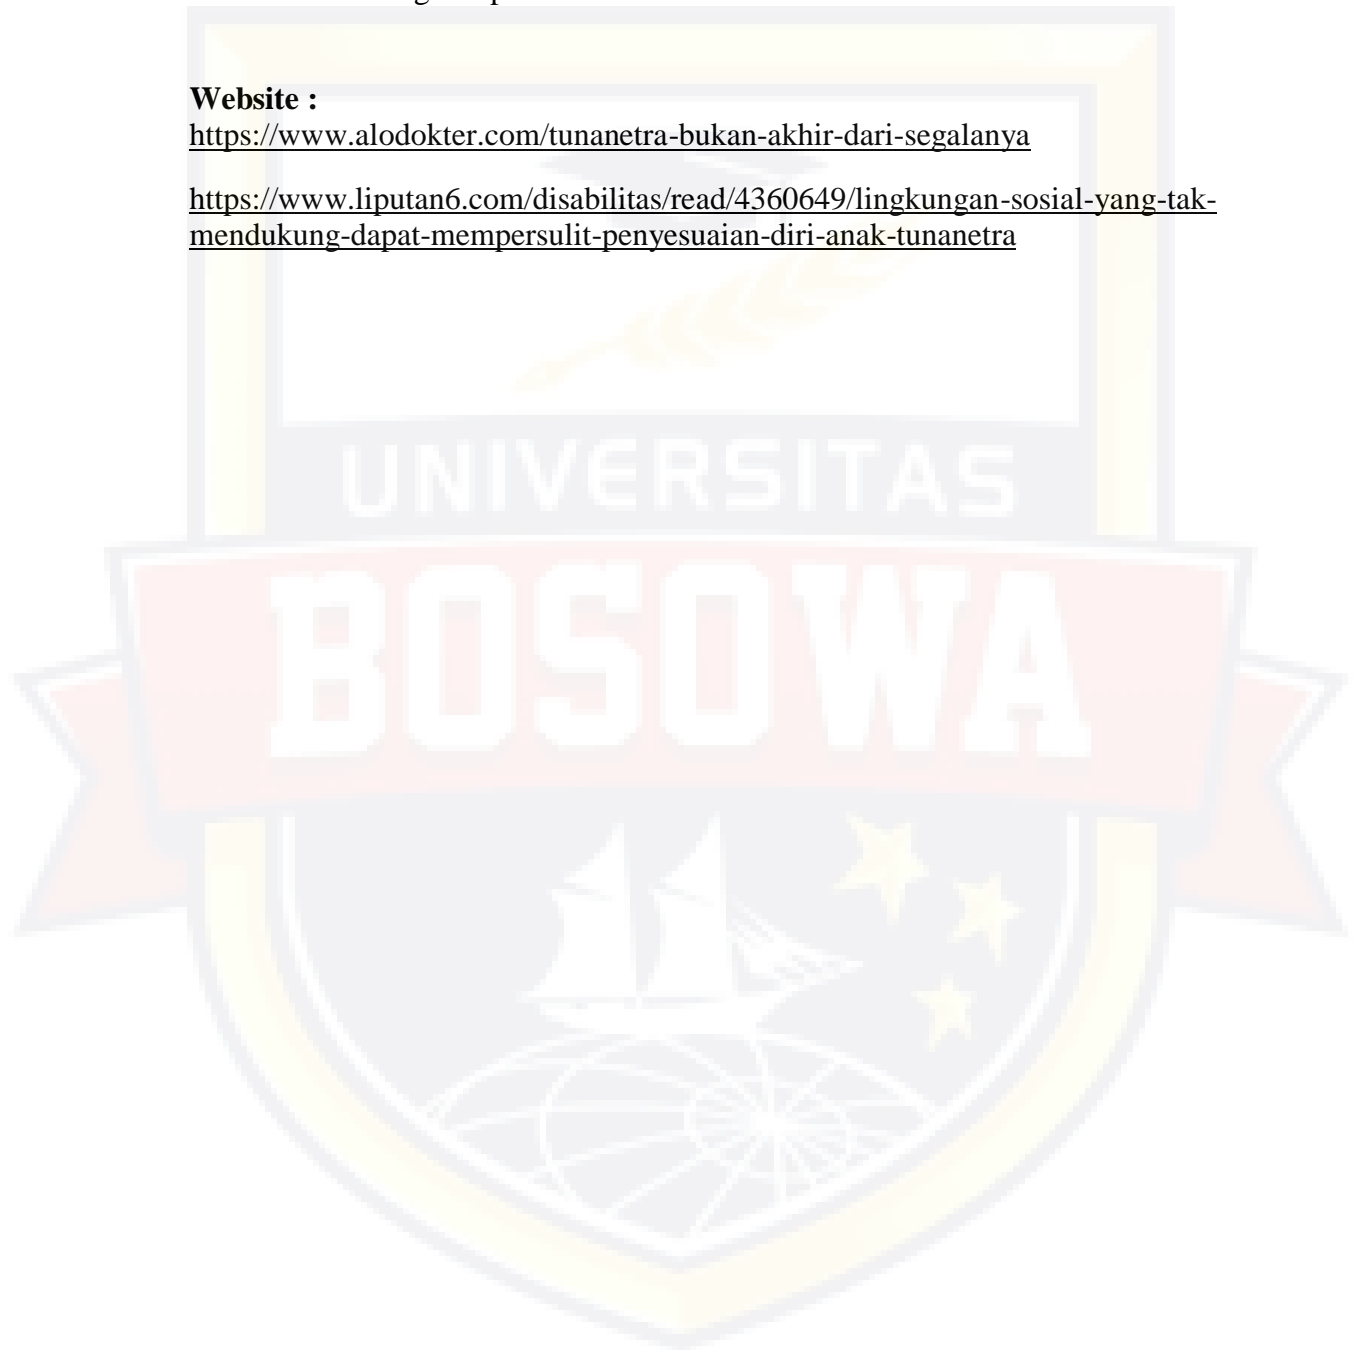 Website :
https://www.alodokter.com/tunanetra-bukan-akhir-dari-segalanya
https://www.liputan6.com/disabilitas/read/4360649/lingkungan-sosial-yang-tak-
mendukung-dapat-mempersulit-penyesuaian-diri-anak-tunanetra
UNIVERSITAS
BOSOWA